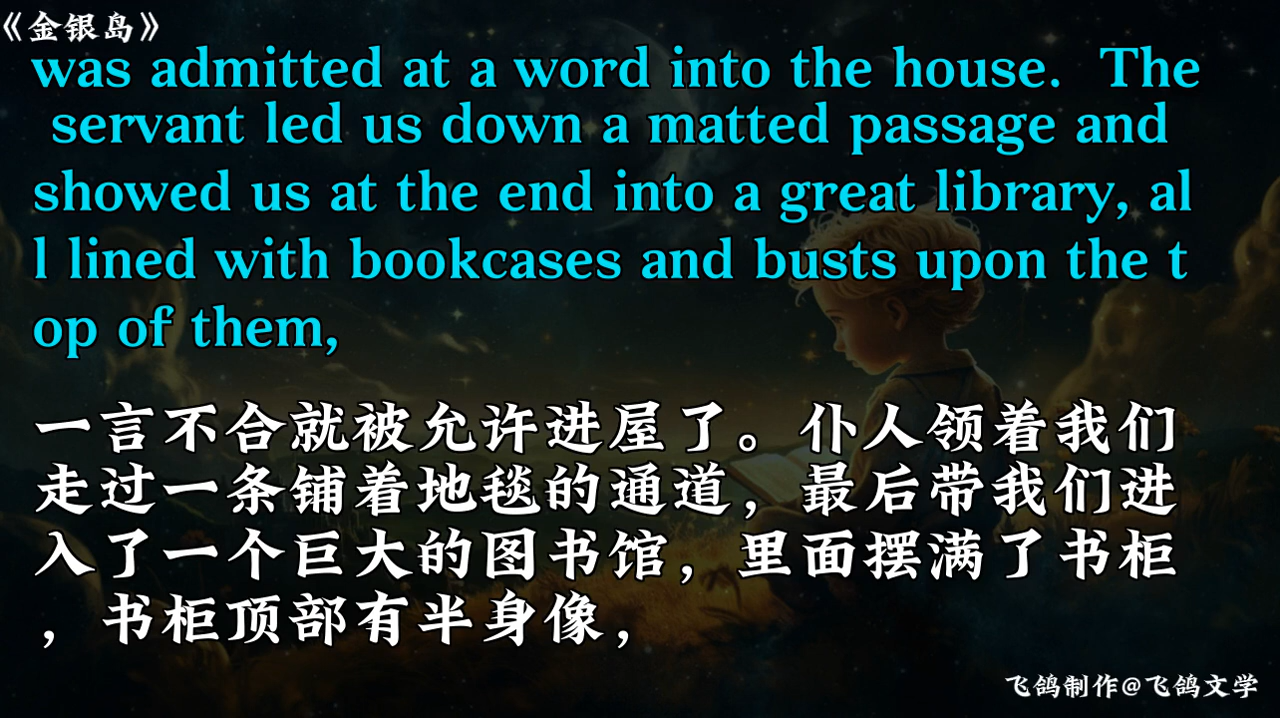 《金银岛》
was admitted at a word into the house.  The
servant led us down a matted passage and
showed us at the end into a great library, al
l lined with bookcases and busts upon the t
op of them,
一言不合就被允许进屋了。仆人领着我们
走过一条铺着地毯的通道，最后带我们进
入了一个巨大的图书馆，里面摆满了书柜
，书柜顶部有半身像，
飞鸽制作@飞鸽文学